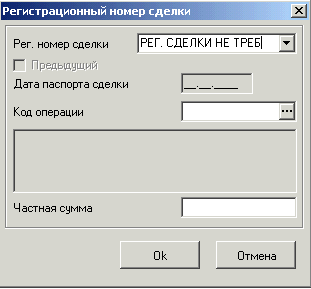 Регистрационный номер сделки
Рег. номер сделки РЕГ. СДЕЛКИ НЕ ТРЕБ
Предыдущий
Дата паспорта сделки __.__.____
Код операции ...
Частная сумма
Ok Отмена